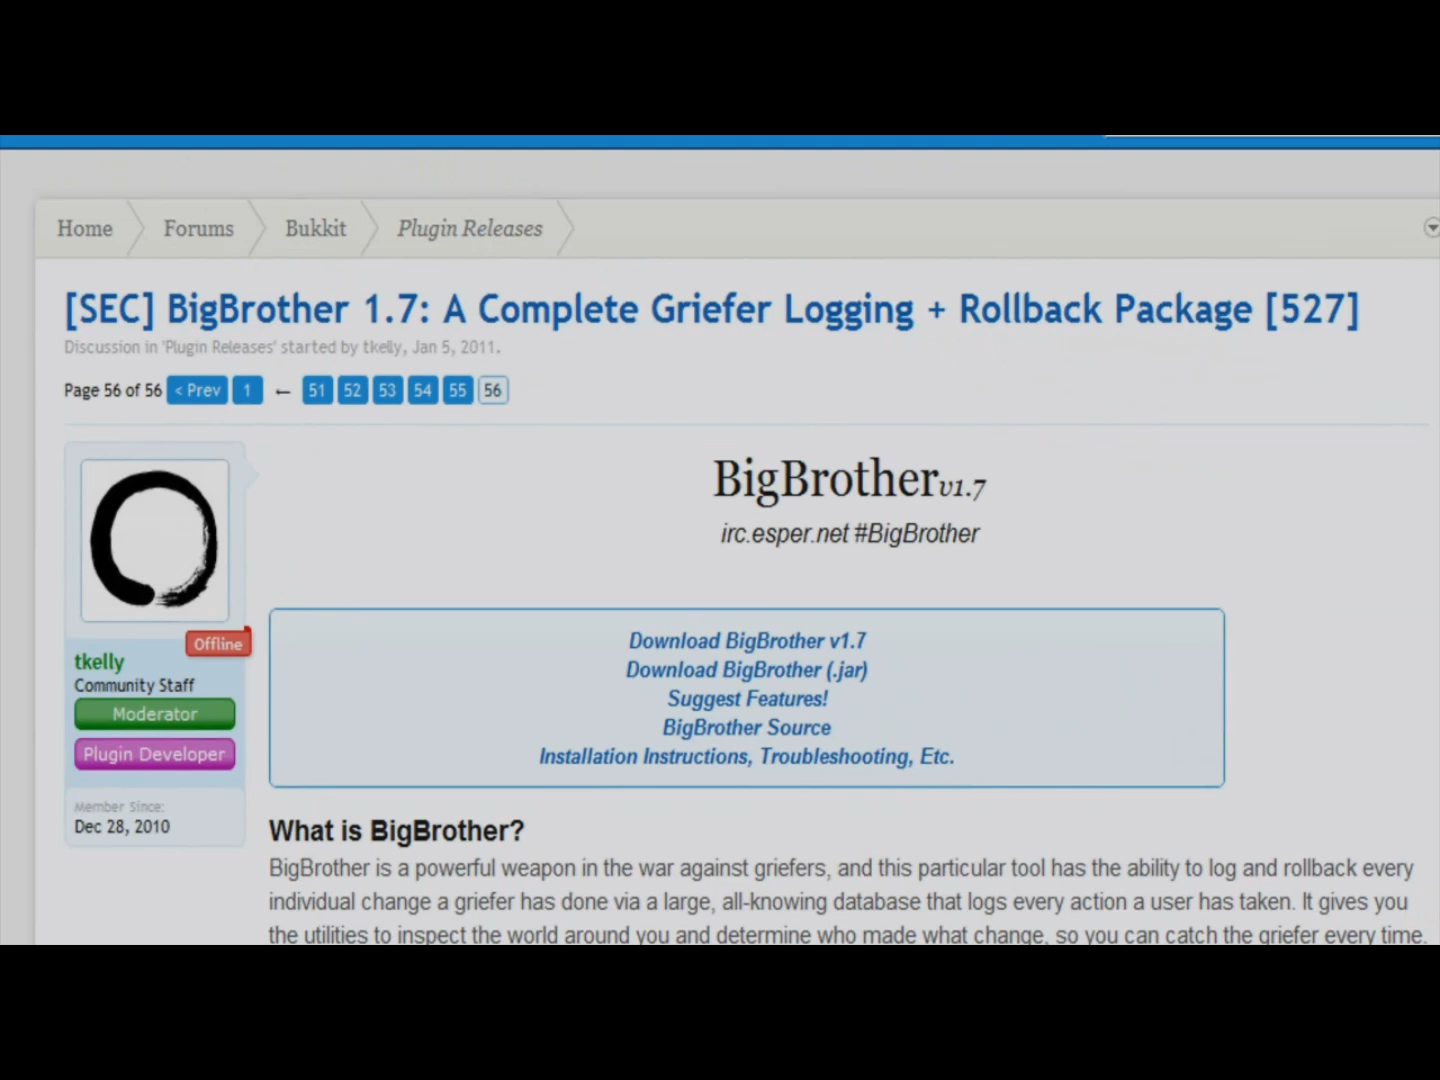 Home Forums Bukkit Plugin Releases
[SEC] BigBrother 1.7: A Complete Griefer Logging + Rollback Package [527]
Discussion in 'Plugin Releases' started by tkelly, Jan 5, 2011.
Page 56 of 56 < Prev 1 ← 51 52 53 54 55 56
BigBrotherv1.7
irc.esper.net #BigBrother
Offline
tkelly
Community Staff
Moderator
Plugin Developer
Member Since:
Dec 28, 2010
Download BigBrother v1.7
Download BigBrother (.jar)
Suggest Features!
BigBrother Source
Installation Instructions, Troubleshooting, Etc.
What is BigBrother?
BigBrother is a powerful weapon in the war against griefers, and this particular tool has the ability to log and rollback every
individual change a griefer has done via a large, all-knowing database that logs every action a user has taken. It gives you
the utilities to inspect the world around you and determine who made what change, so you can catch the griefer every time.